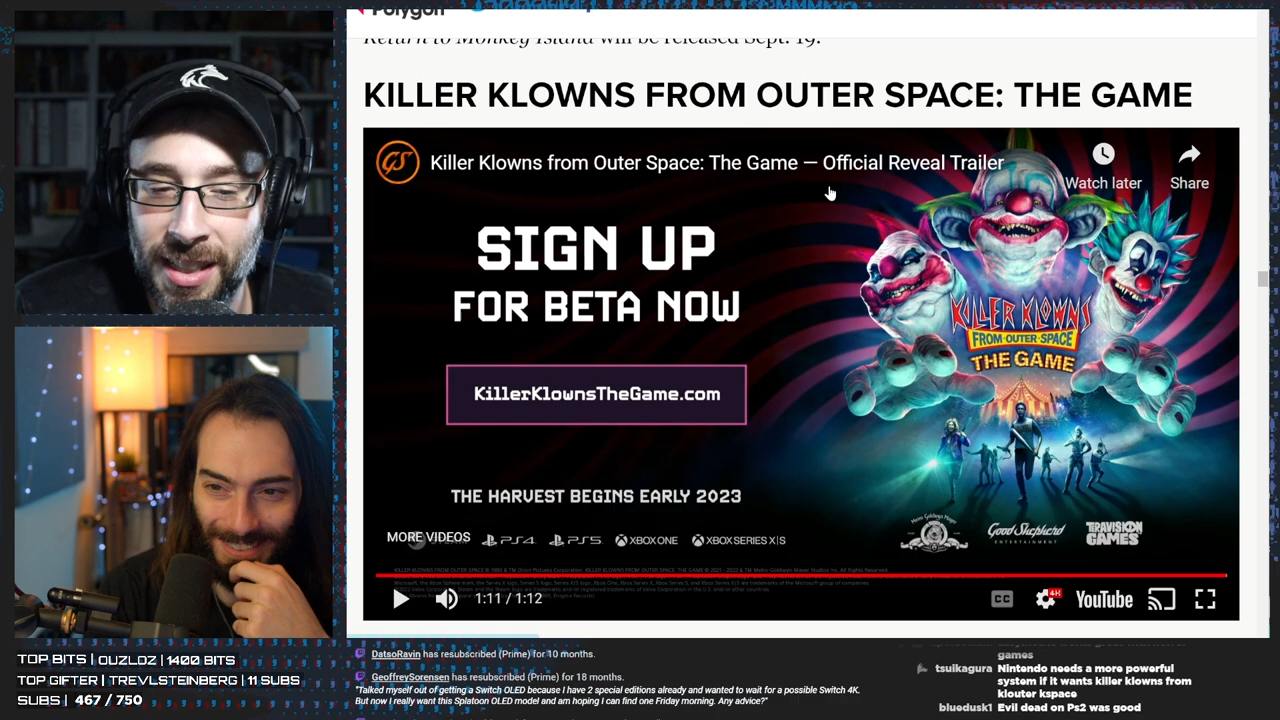 Polygon
Return to Monkey Island will be released Sept. 19.
KILLER KLOWNS FROM OUTER SPACE: THE GAME
GS Killer Klowns from Outer Space: The Game — Official Reveal Trailer
Watch later
Share
SIGN UP
FOR BETA NOW
KillerKlownsTheGame.com
THE HARVEST BEGINS EARLY 2023
KILLER KLOWNS
FROM OUTER SPACE
THE GAME
MORE VIDEOS
PS4 PS5 XBOX ONE XBOX SERIES X|S
Metro Goldwyn Mayer
Good Shepherd
ENTERTAINMENT
TERAVISION
GAMES
1:11 / 1:12
CC
4K
YouTube
TOP BITS | OUZLOZ | 1400 BITS
TOP GIFTER | TREVLSTEINBERG | 11 SUBS
SUBS | 467 / 750
DatsoRavin has resubscribed (Prime) for 10 months.
GeoffreySorensen has resubscribed (Prime) for 18 months.
"Talked myself out of getting a Switch OLED because I have 2 special editions already and wanted to wait for a possible Switch 4K.
But now I really want this Splatoon OLED model and am hoping I can find one Friday morning. Any advice?"
games
tsuikagura Nintendo needs a more powerful
system if it wants killer klowns from
klouter kspace
bluedusk1 Evil dead on Ps2 was good